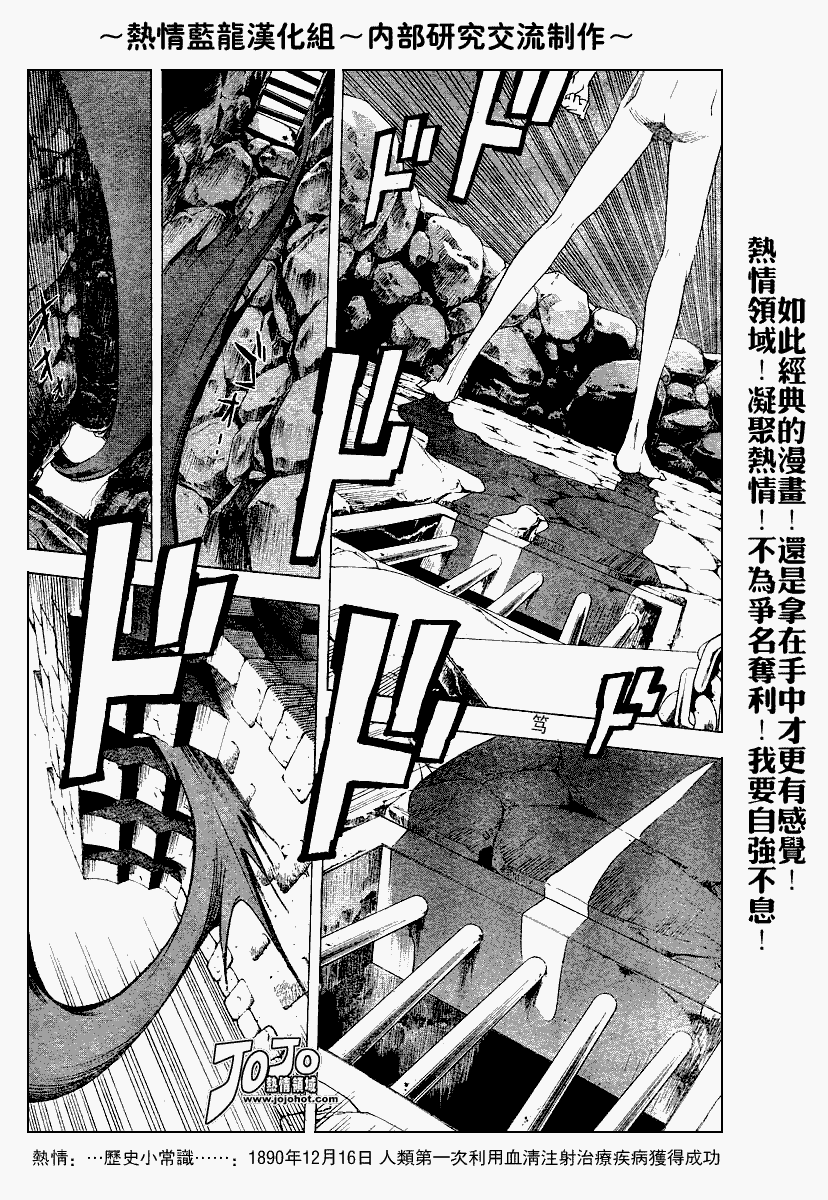 ～熱情藍龍漢化組～内部研究交流制作～
如此經典的漫畫！還是拿在手中才更有感覺！
熱情領域！凝聚熱情！不為爭名奪利！我要自強不息！
ドドド
ドド
ドド
ド
オオオ…
ズオ…
笃
JOJO
熱情領域
www.jojohot.com
熱情：…歷史小常識……：1890年12月16日 人類第一次利用血清注射治療疾病獲得成功